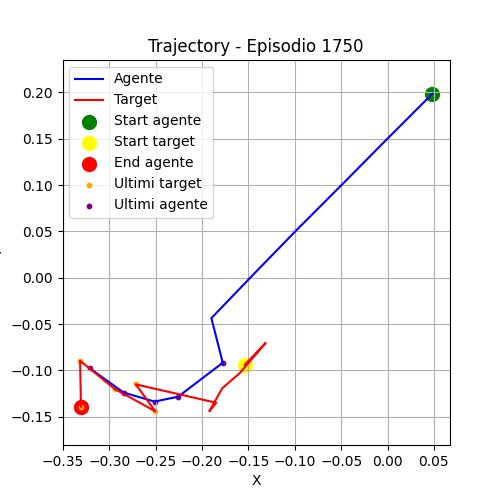 Trajectory - Episodio 1750
Agente
Target
Start agente
Start target
End agente
Ultimi target
Ultimi agente
0.20
0.15
0.10
0.05
0.00
−0.05
−0.10
−0.15
−0.35 −0.30 −0.25 −0.20 −0.15 −0.10 −0.05 0.00 0.05
X